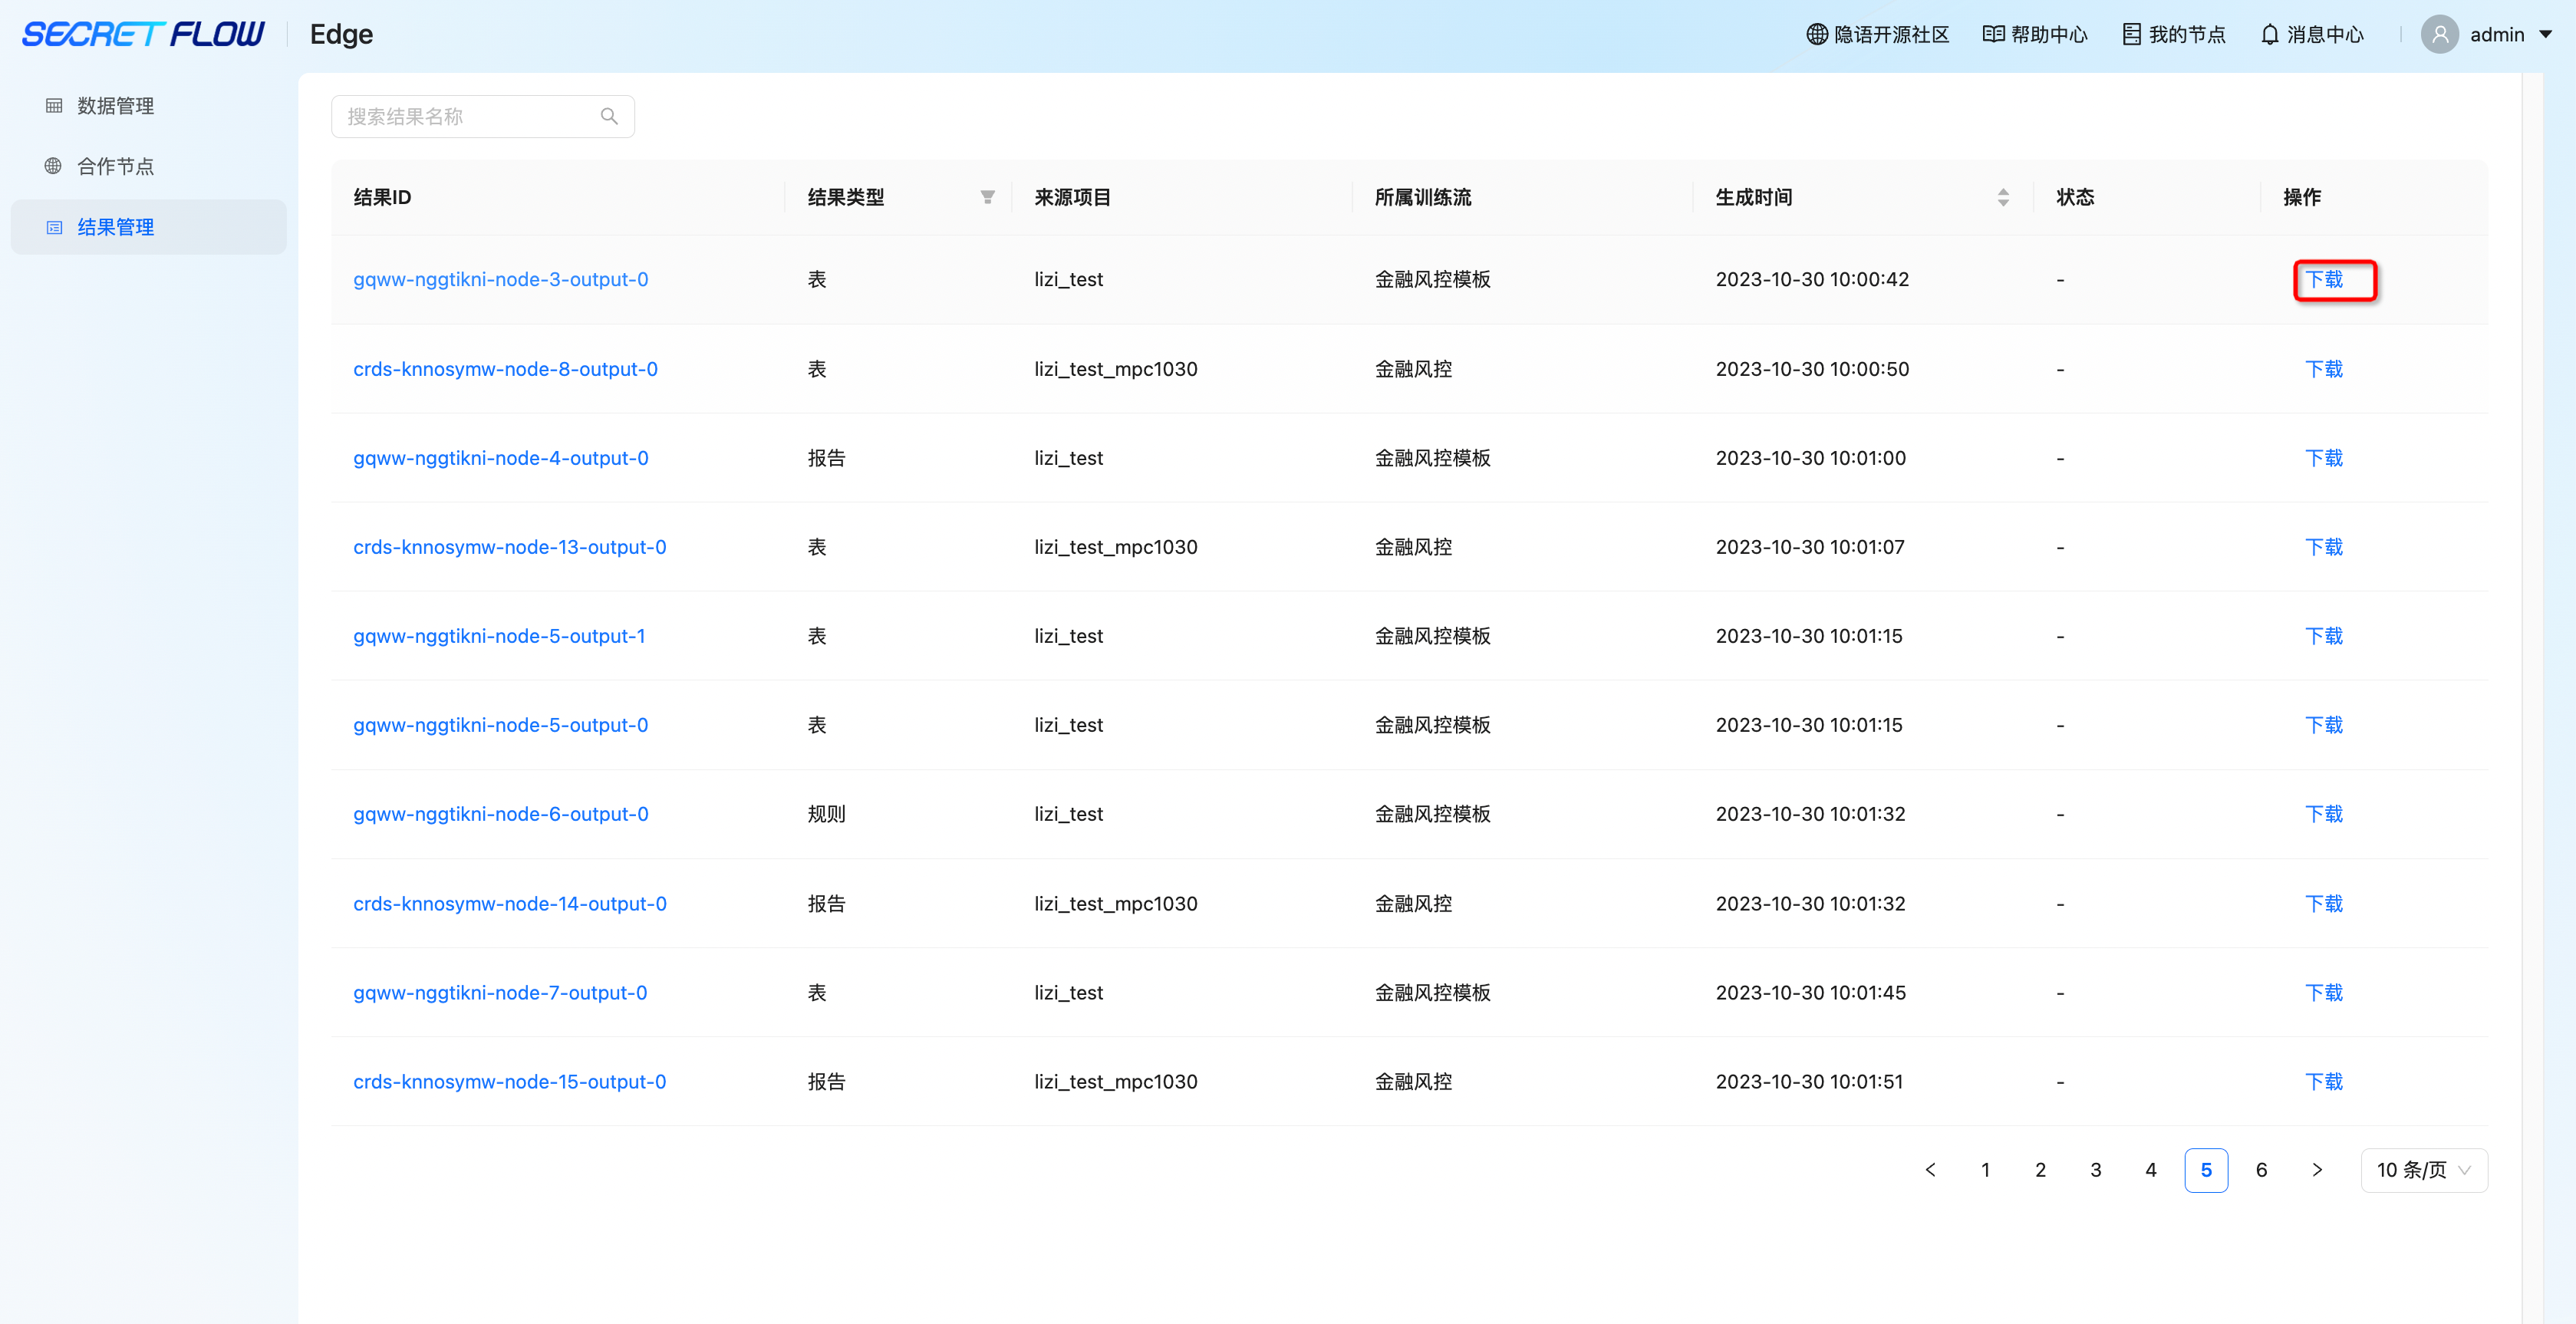 SECRET FLOW Edge 隐语开源社区 帮助中心 我的节点 消息中心 admin
数据管理
合作节点
结果管理
搜索结果名称
结果ID 结果类型 来源项目 所属训练流 生成时间 状态 操作
gqww-nggtikni-node-3-output-0 表 lizi_test 金融风控模板 2023-10-30 10:00:42 - 下载
crds-knnosymw-node-8-output-0 表 lizi_test_mpc1030 金融风控 2023-10-30 10:00:50 - 下载
gqww-nggtikni-node-4-output-0 报告 lizi_test 金融风控模板 2023-10-30 10:01:00 - 下载
crds-knnosymw-node-13-output-0 表 lizi_test_mpc1030 金融风控 2023-10-30 10:01:07 - 下载
gqww-nggtikni-node-5-output-1 表 lizi_test 金融风控模板 2023-10-30 10:01:15 - 下载
gqww-nggtikni-node-5-output-0 表 lizi_test 金融风控模板 2023-10-30 10:01:15 - 下载
gqww-nggtikni-node-6-output-0 规则 lizi_test 金融风控模板 2023-10-30 10:01:32 - 下载
crds-knnosymw-node-14-output-0 报告 lizi_test_mpc1030 金融风控 2023-10-30 10:01:32 - 下载
gqww-nggtikni-node-7-output-0 表 lizi_test 金融风控模板 2023-10-30 10:01:45 - 下载
crds-knnosymw-node-15-output-0 报告 lizi_test_mpc1030 金融风控 2023-10-30 10:01:51 - 下载
< 1 2 3 4 5 6 > 10 条/页